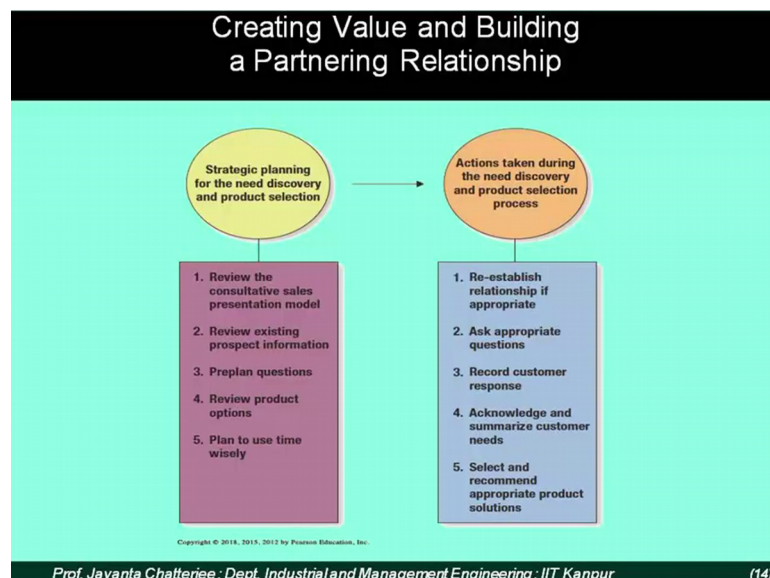 Creating Value and Building
a Partnering Relationship
Strategic planning
for the need discovery
and product selection
Actions taken during
the need discovery
and product selection
process
1. Review the
consultative sales
presentation model
2. Review existing
prospect information
3. Preplan questions
4. Review product
options
5. Plan to use time
wisely
1. Re-establish
relationship if
appropriate
2. Ask appropriate
questions
3. Record customer
response
4. Acknowledge and
summarize customer
needs
5. Select and
recommend
appropriate product
solutions
Copyright © 2018, 2015, 2012 by Pearson Education, Inc.
Prof. Jayanta Chatterjee ; Dept. Industrial and Management Engineering ; IIT Kanpur (14